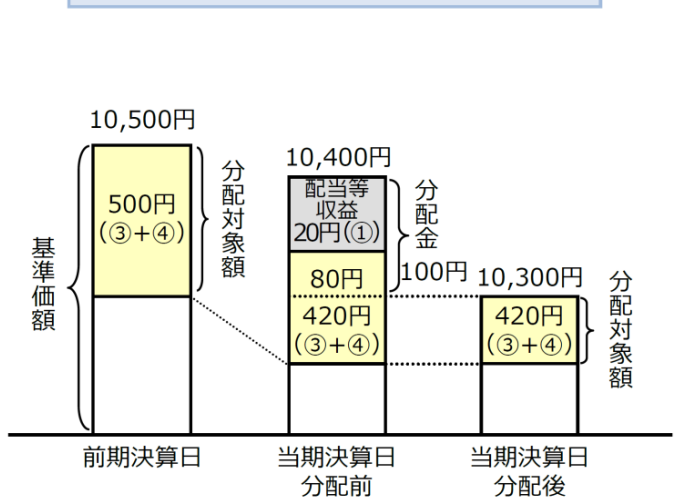 10,500円
500円
(③+④)
分配対象額
基準価額
前期決算日
10,400円
配当等
収益
20円(①)
80円
420円
(③+④)
分配金
100円
当期決算日
分配前
10,300円
420円
(③+④)
分配対象額
当期決算日
分配後